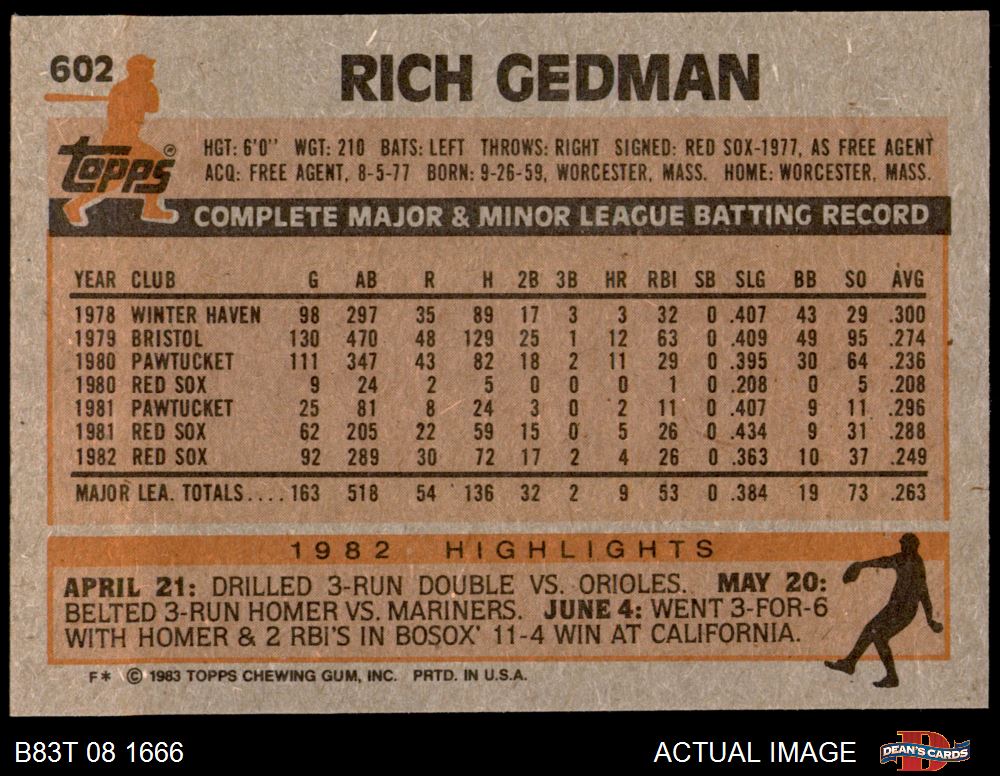 602
RICH GEDMAN
Topps®
HGT: 6'0" WGT: 210 BATS: LEFT THROWS: RIGHT SIGNED: RED SOX-1977, AS FREE AGENT
ACQ: FREE AGENT, 8-5-77 BORN: 9-26-59, WORCESTER, MASS. HOME: WORCESTER, MASS.
COMPLETE MAJOR & MINOR LEAGUE BATTING RECORD
YEAR CLUB G AB R H 2B 3B HR RBI SB SLG BB SO AVG
1978 WINTER HAVEN 98 297 35 89 17 3 3 32 0 .407 43 29 .300
1979 BRISTOL 130 470 48 129 25 1 12 63 0 .409 49 95 .274
1980 PAWTUCKET 111 347 43 82 18 2 11 29 0 .395 30 64 .236
1980 RED SOX 9 24 2 5 0 0 0 1 0 .208 0 5 .208
1981 PAWTUCKET 25 81 8 24 3 0 2 11 0 .407 9 11 .296
1981 RED SOX 62 205 22 59 15 0 5 26 0 .434 9 31 .288
1982 RED SOX 92 289 30 72 17 2 4 26 0 .363 10 37 .249
MAJOR LEA. TOTALS.... 163 518 54 136 32 2 9 53 0 .384 19 73 .263
1982 HIGHLIGHTS
APRIL 21: DRILLED 3-RUN DOUBLE VS. ORIOLES. MAY 20:
BELTED 3-RUN HOMER VS. MARINERS. JUNE 4: WENT 3-FOR-6
WITH HOMER & 2 RBI'S IN BOSOX' 11-4 WIN AT CALIFORNIA.
F* © 1983 TOPPS CHEWING GUM, INC. PRTD. IN U.S.A.
B83T 08 1666
ACTUAL IMAGE
D
DEAN'S CARDS